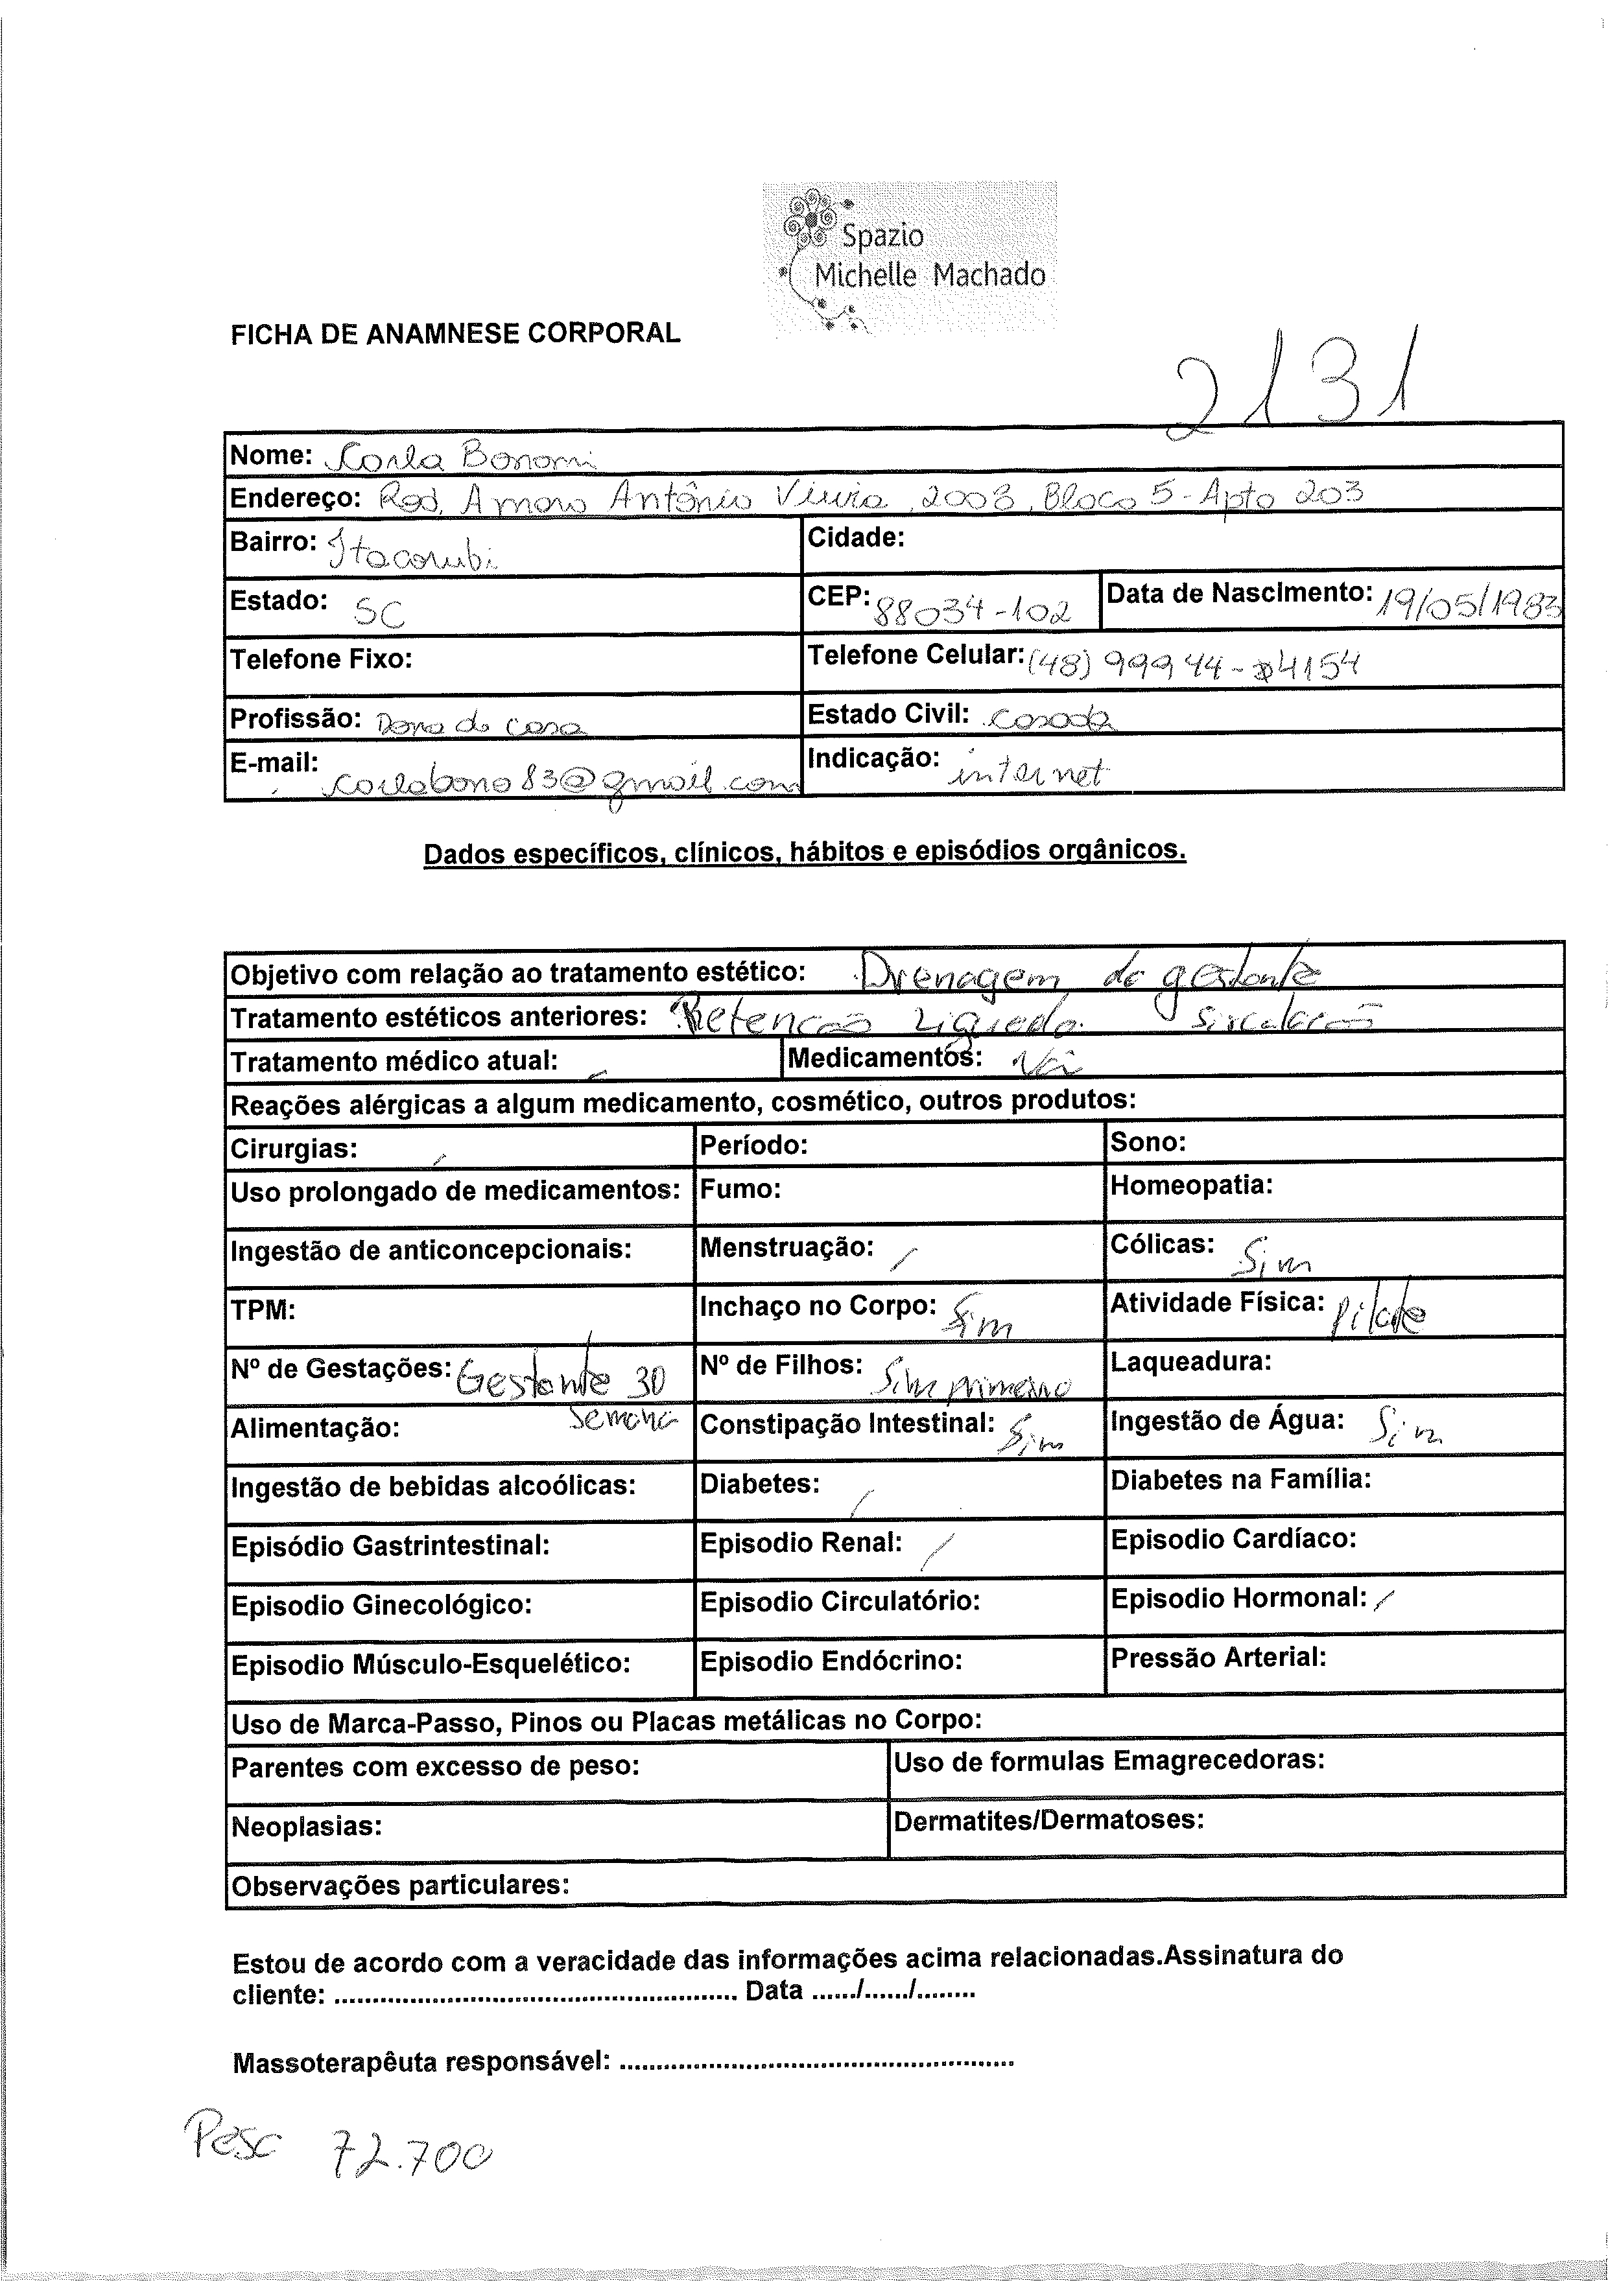 Spazio
Michelle Machado
FICHA DE ANAMNESE CORPORAL
2131
Nome: Carla Bonomi
Endereço: Rod. Amaro Antônio Vieira, 2008, Bloco 5 - Apto 203
Bairro: Itacorubi Cidade:
Estado: SC CEP: 88034-102 Data de Nascimento: 19/05/1983
Telefone Fixo: Telefone Celular: (48) 99944-4154
Profissão: Dona de casa Estado Civil: Casada
E-mail: carlabono83@gmail.com Indicação: internet
Dados específicos, clínicos, hábitos e episódios orgânicos.
Objetivo com relação ao tratamento estético: Drenagem de gestante
Tratamento estéticos anteriores: Retencão Liquedo. Sirculacão
Tratamento médico atual: Medicamentos:
Reações alérgicas a algum medicamento, cosmético, outros produtos:
Cirurgias: / Período: Sono:
Uso prolongado de medicamentos: Fumo: Homeopatia:
Ingestão de anticoncepcionais: Menstruação: / Cólicas: Sim
TPM: Inchaço no Corpo: Sim Atividade Física: pilate
Nº de Gestações: Gestante 30 Nº de Filhos: Sim primeiro Laqueadura:
semana
Alimentação: Constipação Intestinal: Sim Ingestão de Água: Sim
Ingestão de bebidas alcoólicas: Diabetes: / Diabetes na Família:
Episódio Gastrintestinal: Episodio Renal: / Episodio Cardíaco:
Episodio Ginecológico: Episodio Circulatório: Episodio Hormonal: /
Episodio Músculo-Esquelético: Episodio Endócrino: Pressão Arterial:
Uso de Marca-Passo, Pinos ou Placas metálicas no Corpo:
Parentes com excesso de peso: Uso de formulas Emagrecedoras:
Neoplasias: Dermatites/Dermatoses:
Observações particulares:
Estou de acordo com a veracidade das informações acima relacionadas.Assinatura do
cliente: ..................................................... Data ....../....../........
Massoterapêuta responsável: ....................................................
Peso 72.700